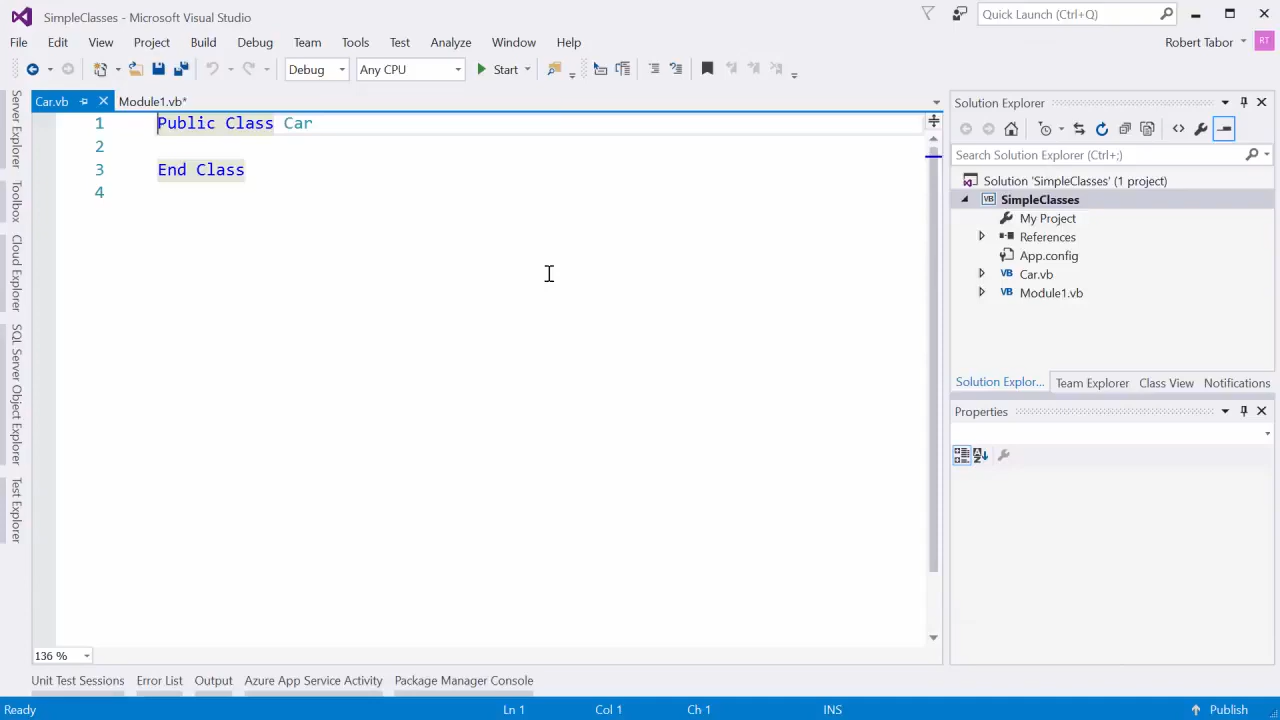 SimpleClasses - Microsoft Visual Studio
Quick Launch (Ctrl+Q)
File Edit View Project Build Debug Team Tools Test Analyze Window Help
Robert Tabor RT
Debug Any CPU Start
Car.vb Module1.vb*
1 Public Class Car
2
3 End Class
4
Server Explorer
Toolbox
Cloud Explorer
SQL Server Object Explorer
Test Explorer
Solution Explorer
Search Solution Explorer (Ctrl+;)
Solution 'SimpleClasses' (1 project)
VB SimpleClasses
My Project
References
App.config
VB Car.vb
VB Module1.vb
Solution Explor... Team Explorer Class View Notifications
Properties
136 %
Unit Test Sessions Error List Output Azure App Service Activity Package Manager Console
Ready Ln 1 Col 1 Ch 1 INS Publish